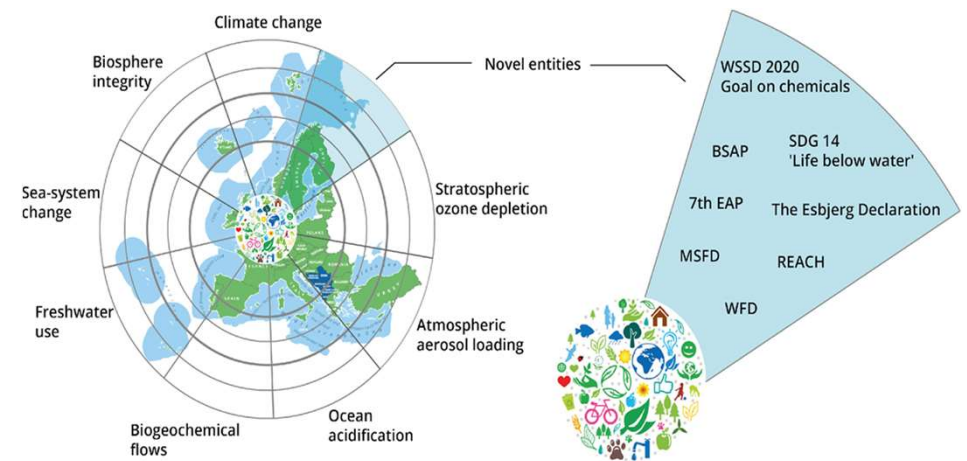 Climate change
Biosphere
integrity
Novel entities
Sea-system
change
Stratospheric
ozone depletion
Freshwater
use
Atmospheric
aerosol loading
Biogeochemical
flows
Ocean
acidification
WSSD 2020
Goal on chemicals
BSAP
SDG 14
'Life below water'
7th EAP
The Esbjerg Declaration
MSFD
REACH
WFD
SPAIN
TURKEY